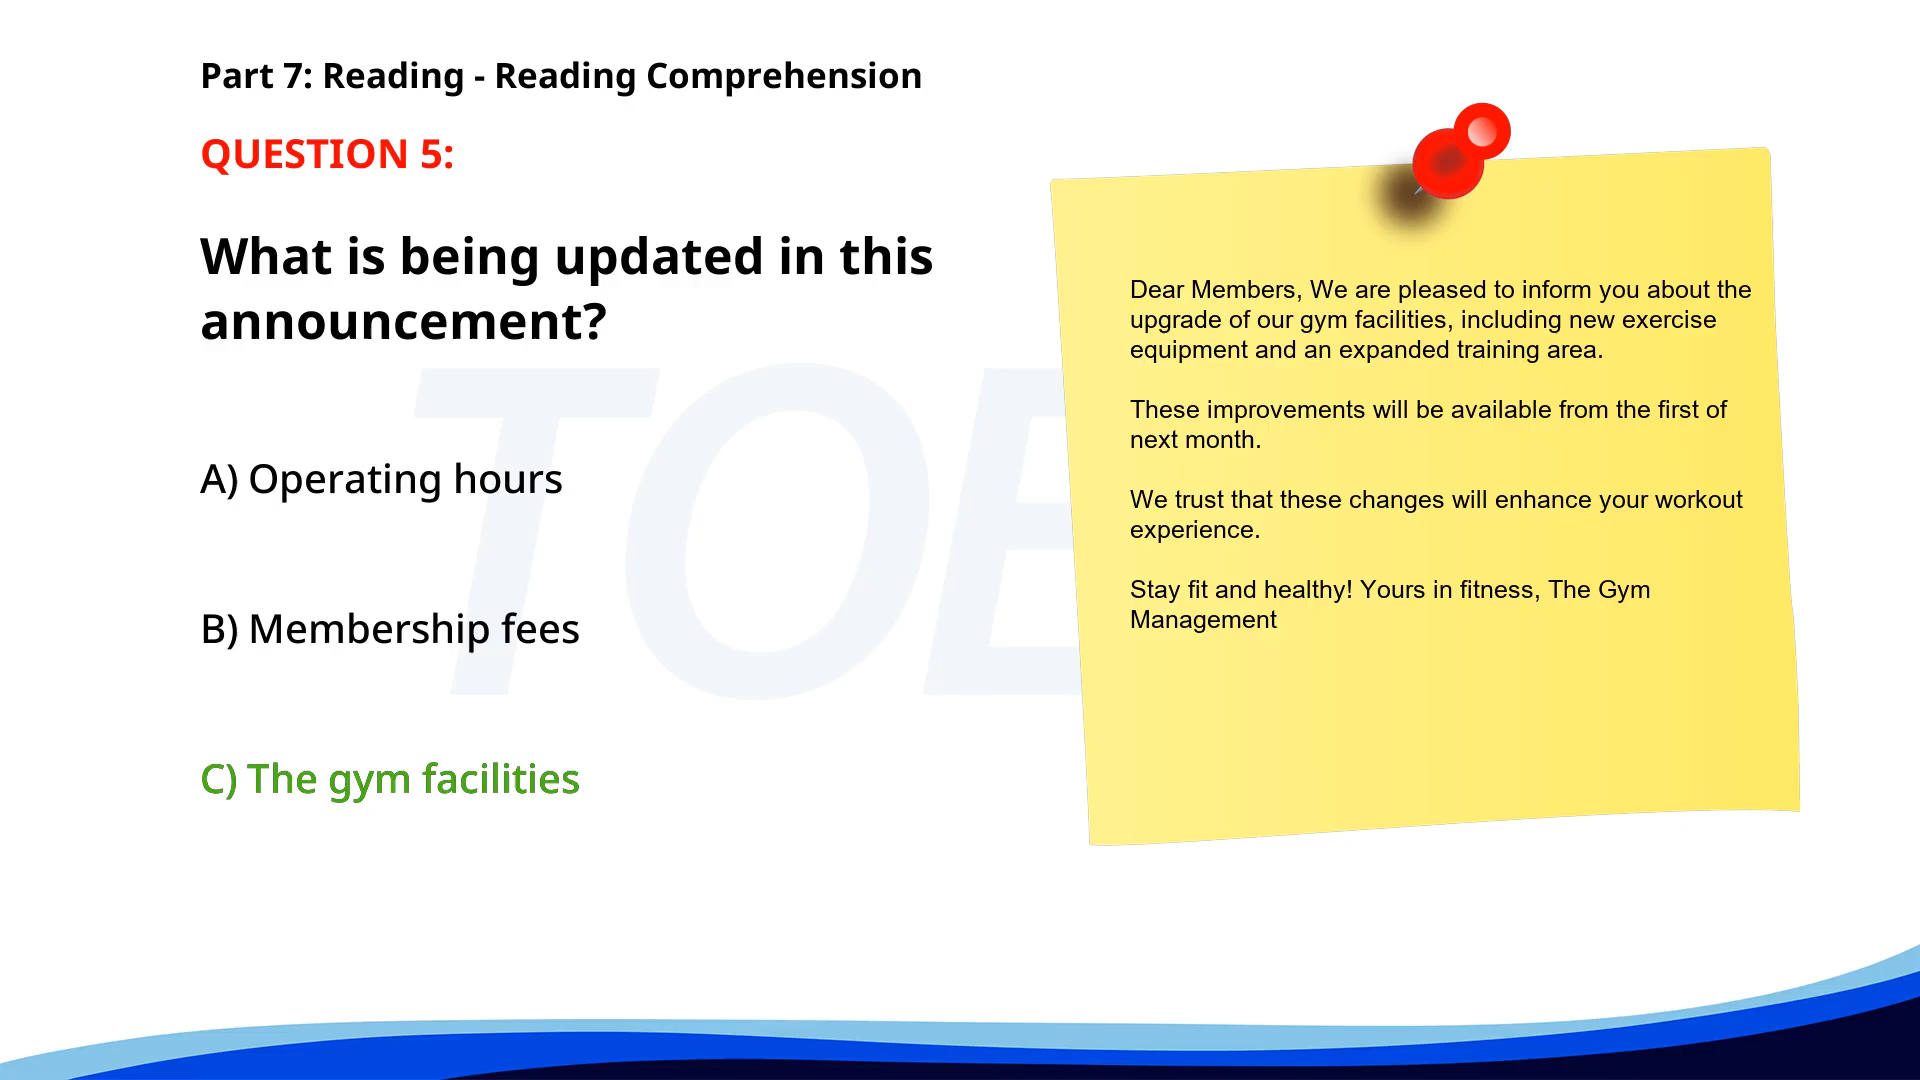 Part 7: Reading - Reading Comprehension
QUESTION 5:
What is being updated in this
announcement?
A) Operating hours
B) Membership fees
C) The gym facilities
Dear Members, We are pleased to inform you about the
upgrade of our gym facilities, including new exercise
equipment and an expanded training area.
These improvements will be available from the first of
next month.
We trust that these changes will enhance your workout
experience.
Stay fit and healthy! Yours in fitness, The Gym
Management